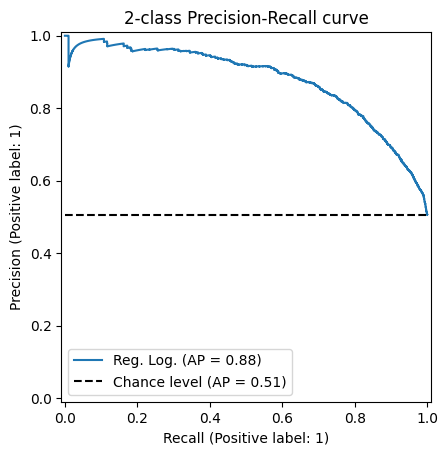 2-class Precision-Recall curve
1.0
0.8
0.6
0.4
0.2
0.0
Precision (Positive label: 1)
Reg. Log. (AP = 0.88)
Chance level (AP = 0.51)
0.0 0.2 0.4 0.6 0.8 1.0
Recall (Positive label: 1)